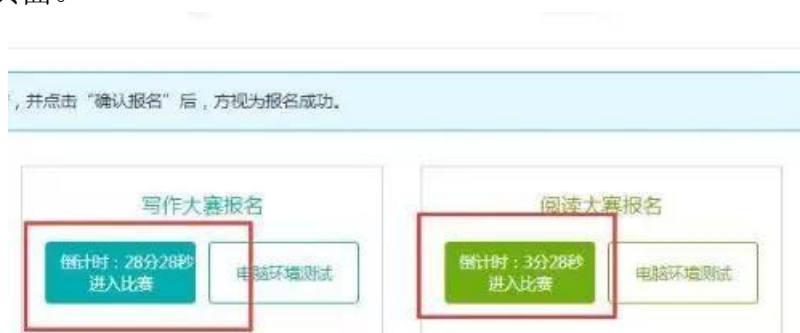 ，并点击“确认报名”后，方视为报名成功。
写作大赛报名
阅读大赛报名
倒计时：28分28秒
进入比赛
电脑环境测试
倒计时：3分28秒
进入比赛
电脑环境测试